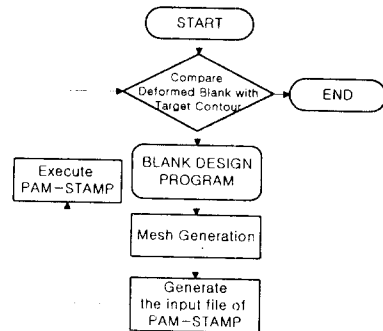 START
Compare
Deformed Blank with
Target Contour
END
BLANK DESIGN
PROGRAM
Execute
PAM-STAMP
Mesh Generation
Generate
the input file of
PAM-STAMP